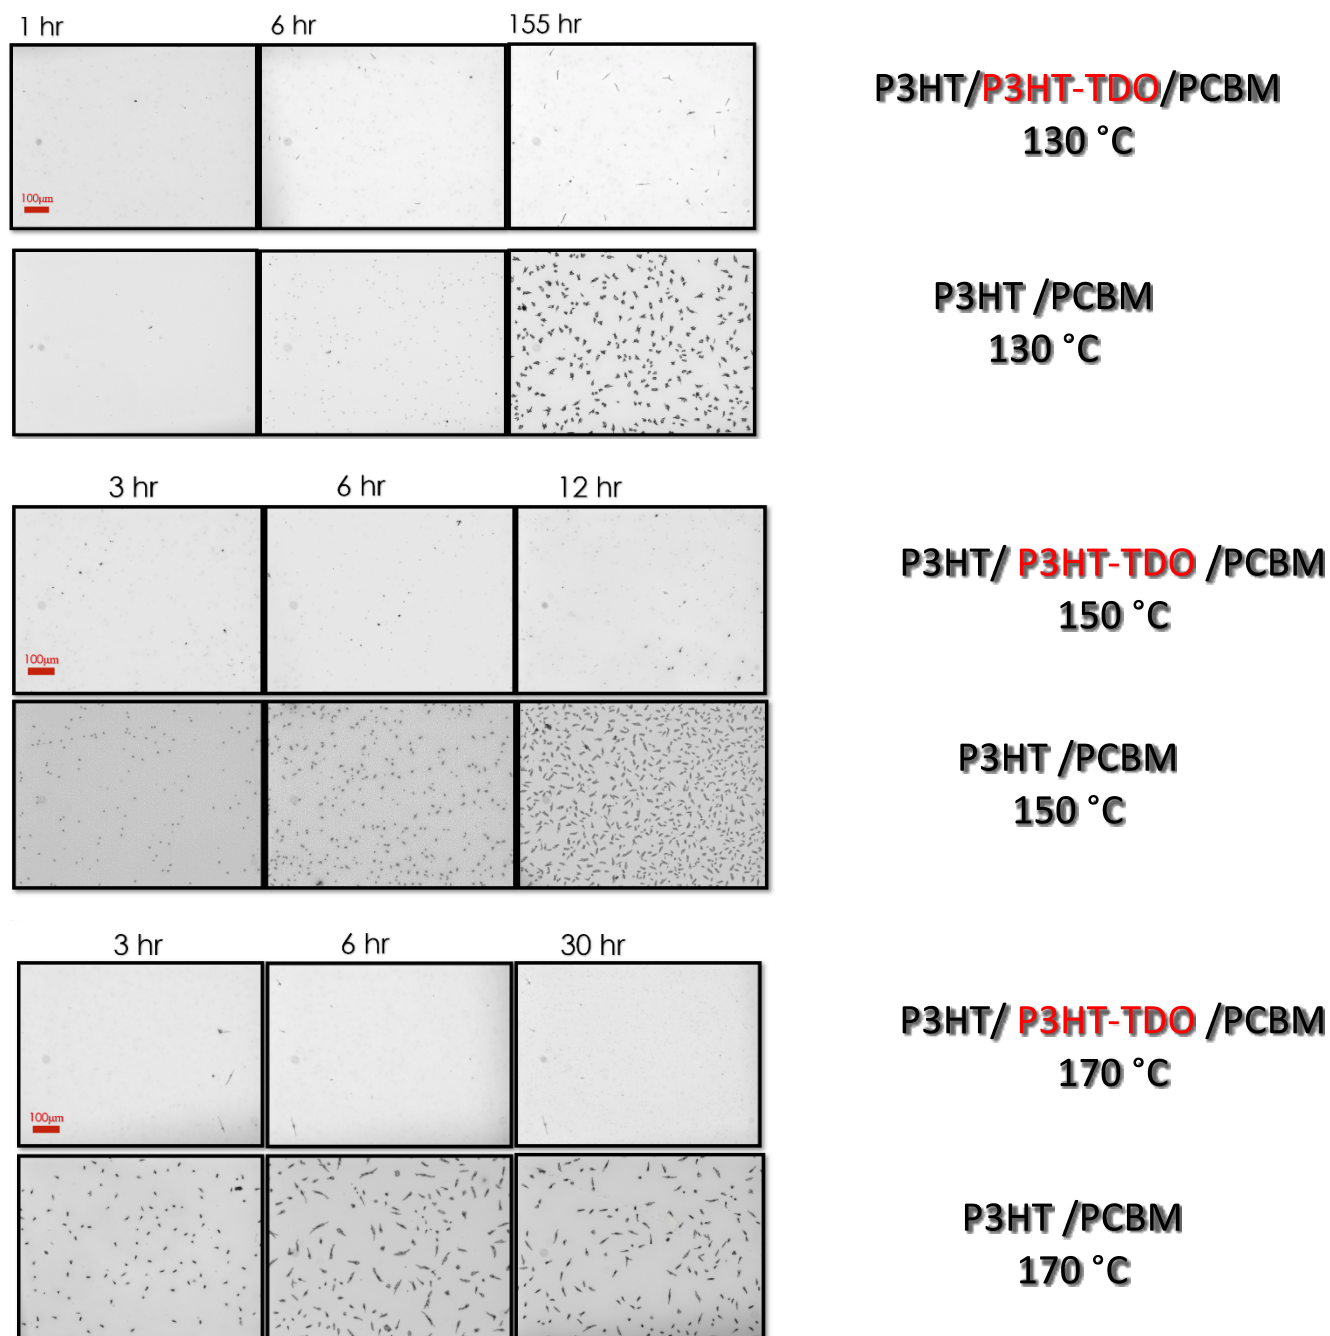 1 hr 6 hr 155 hr
P3HT/P3HT-TDO/PCBM
130 °C
100µm
P3HT /PCBM
130 °C
3 hr 6 hr 12 hr
P3HT/ P3HT-TDO /PCBM
150 °C
100µm
P3HT /PCBM
150 °C
3 hr 6 hr 30 hr
P3HT/ P3HT-TDO /PCBM
170 °C
100µm
P3HT /PCBM
170 °C